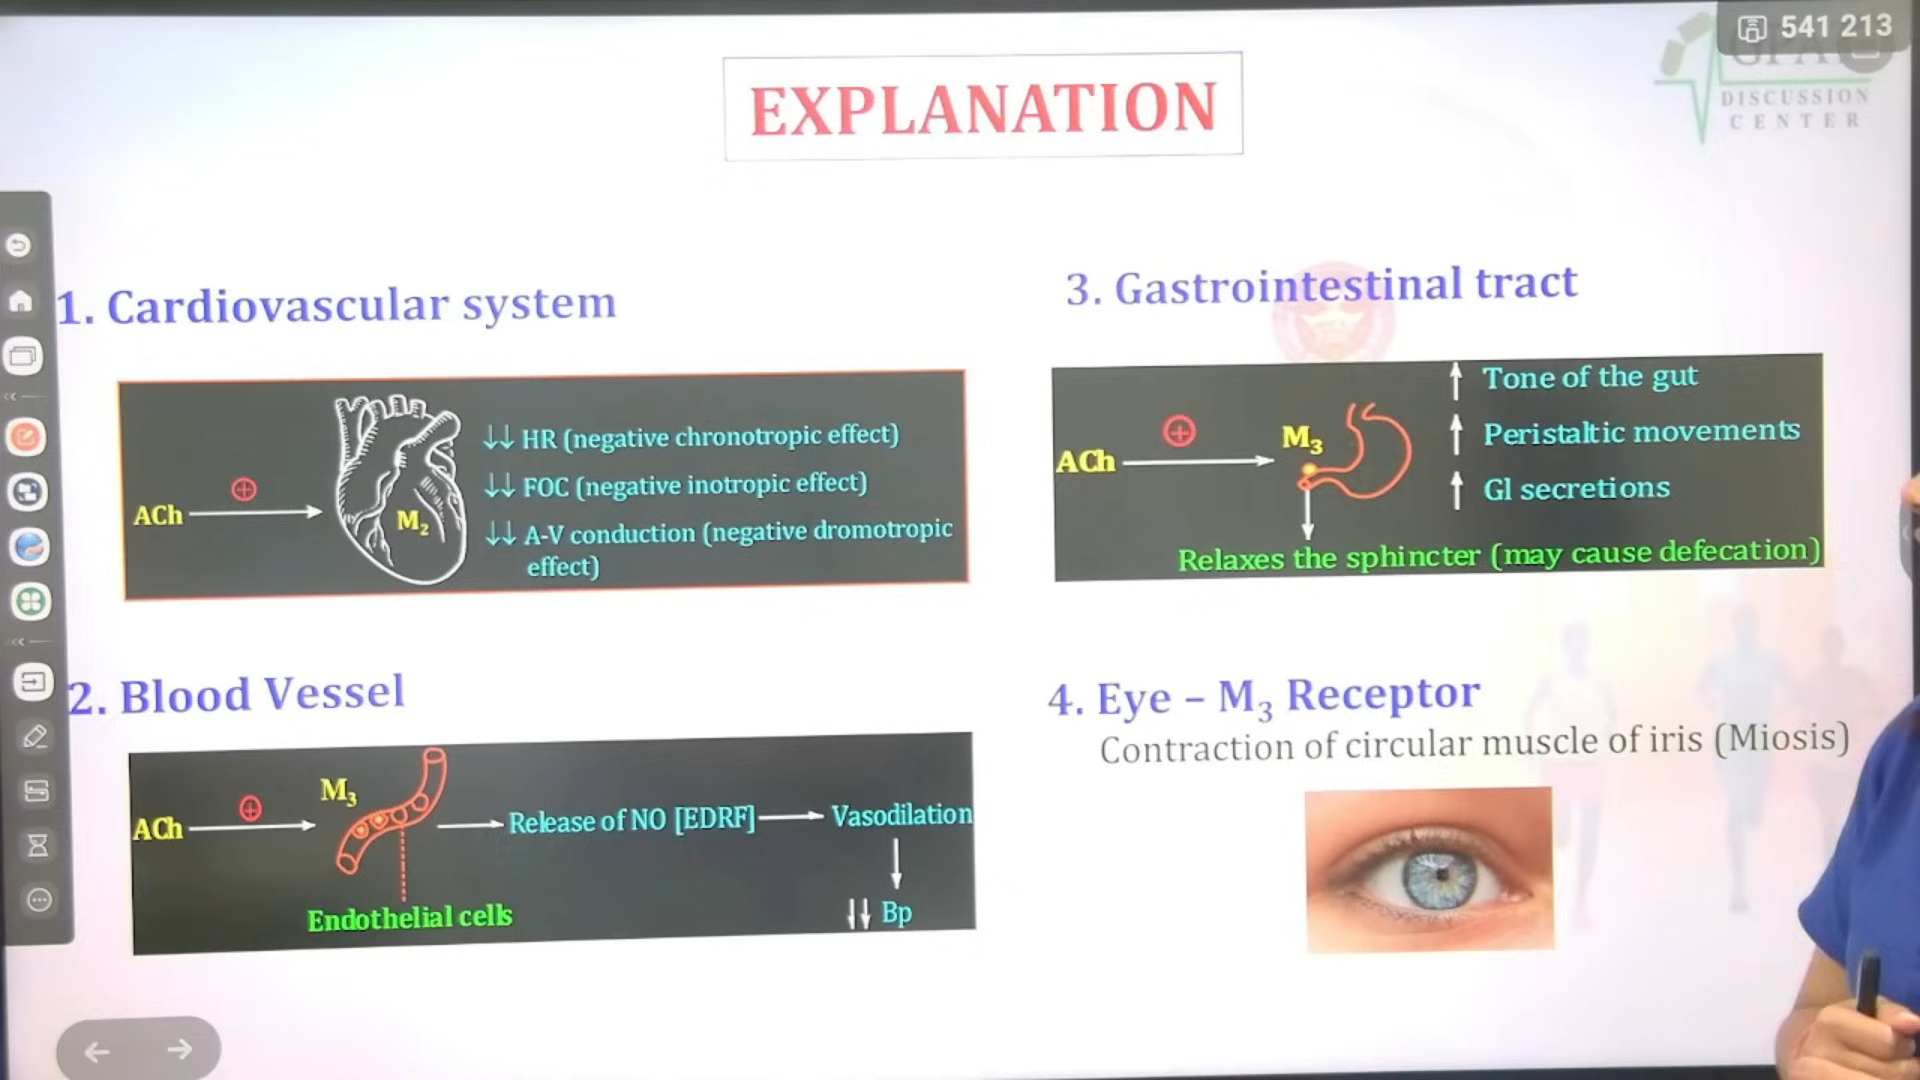 541 213
GPAT
DISCUSSION
CENTER
EXPLANATION
1. Cardiovascular system
ACh
M₂
↓↓ HR (negative chronotropic effect)
↓↓ FOC (negative inotropic effect)
↓↓ A-V conduction (negative dromotropic
effect)
2. Blood Vessel
ACh
M₃
Release of NO [EDRF]
Vasodilation
Endothelial cells
↓↓ Bp
3. Gastrointestinal tract
ACh
M₃
↑ Tone of the gut
↑ Peristaltic movements
↑ Gl secretions
Relaxes the sphincter (may cause defecation)
4. Eye – M₃ Receptor
Contraction of circular muscle of iris (Miosis)